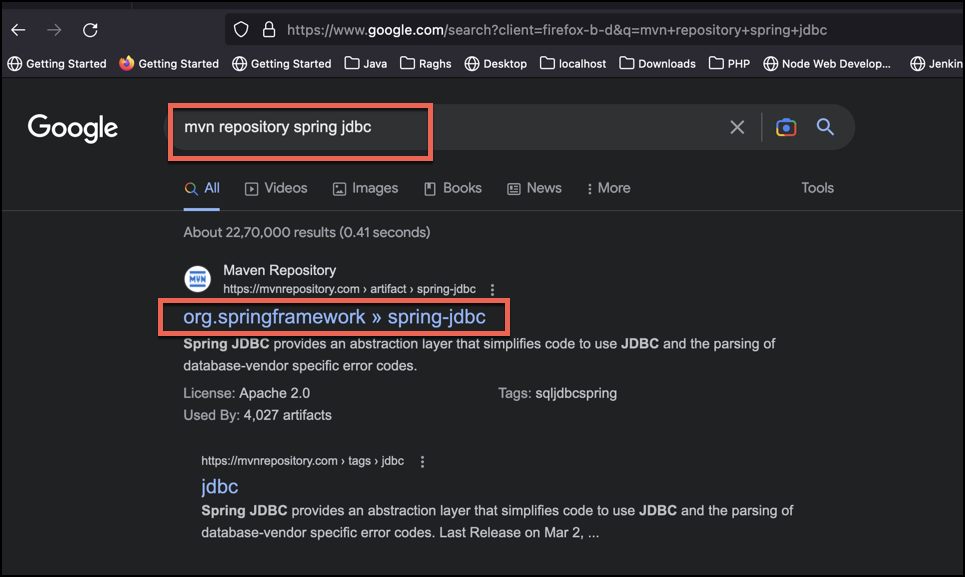 https://www.google.com/search?client=firefox-b-d&q=mvn+repository+spring+jdbc
Getting Started Getting Started Getting Started Java Raghs Desktop localhost Downloads PHP Node Web Develop... Jenkin
Google mvn repository spring jdbc
All Videos Images Books News More Tools
About 22,70,000 results (0.41 seconds)
MVN
Maven Repository
https://mvnrepository.com › artifact › spring-jdbc
org.springframework » spring-jdbc
Spring JDBC provides an abstraction layer that simplifies code to use JDBC and the parsing of
database-vendor specific error codes.
License: Apache 2.0 Tags: sqljdbcspring
Used By: 4,027 artifacts
https://mvnrepository.com › tags › jdbc
jdbc
Spring JDBC provides an abstraction layer that simplifies code to use JDBC and the parsing of
database-vendor specific error codes. Last Release on Mar 2, ...